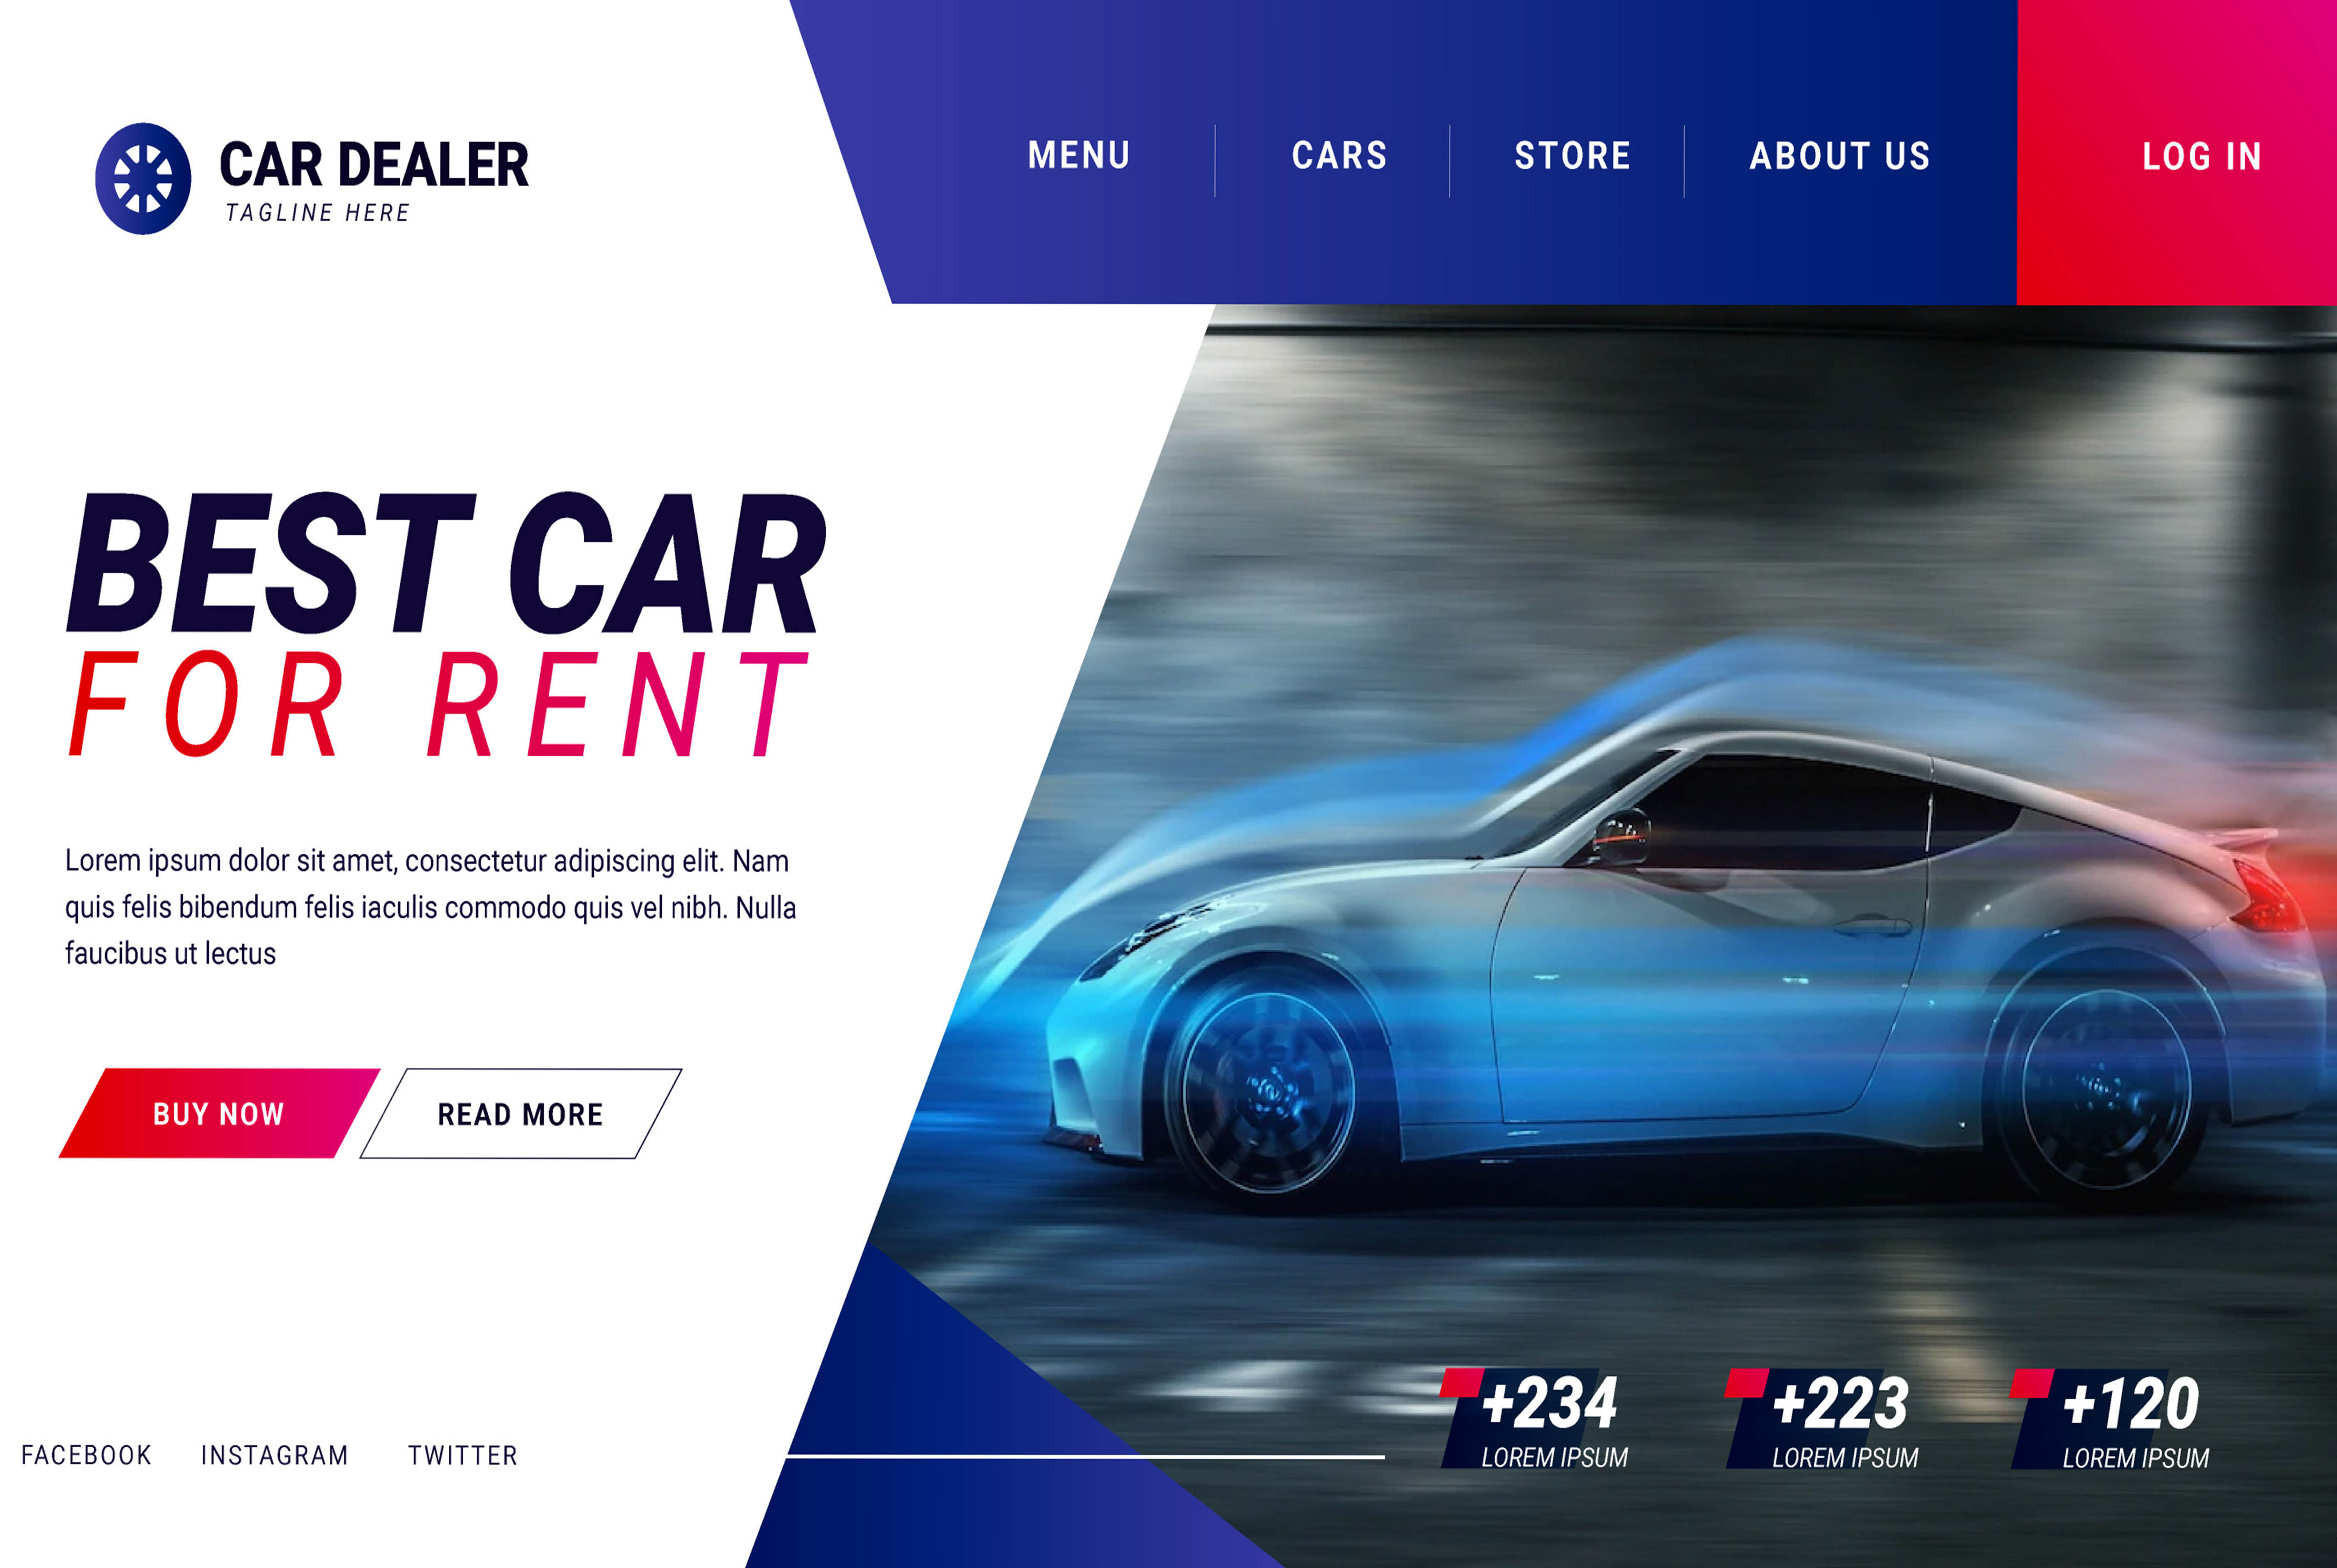 CAR DEALER
TAGLINE HERE
MENU
CARS
STORE
ABOUT US
LOG IN
BEST CAR
FOR RENT
Lorem ipsum dolor sit amet, consectetur adipiscing elit. Nam
quis felis bibendum felis iaculis commodo quis vel nibh. Nulla
faucibus ut lectus
BUY NOW
READ MORE
FACEBOOK
INSTAGRAM
TWITTER
+234
LOREM IPSUM
+223
LOREM IPSUM
+120
LOREM IPSUM